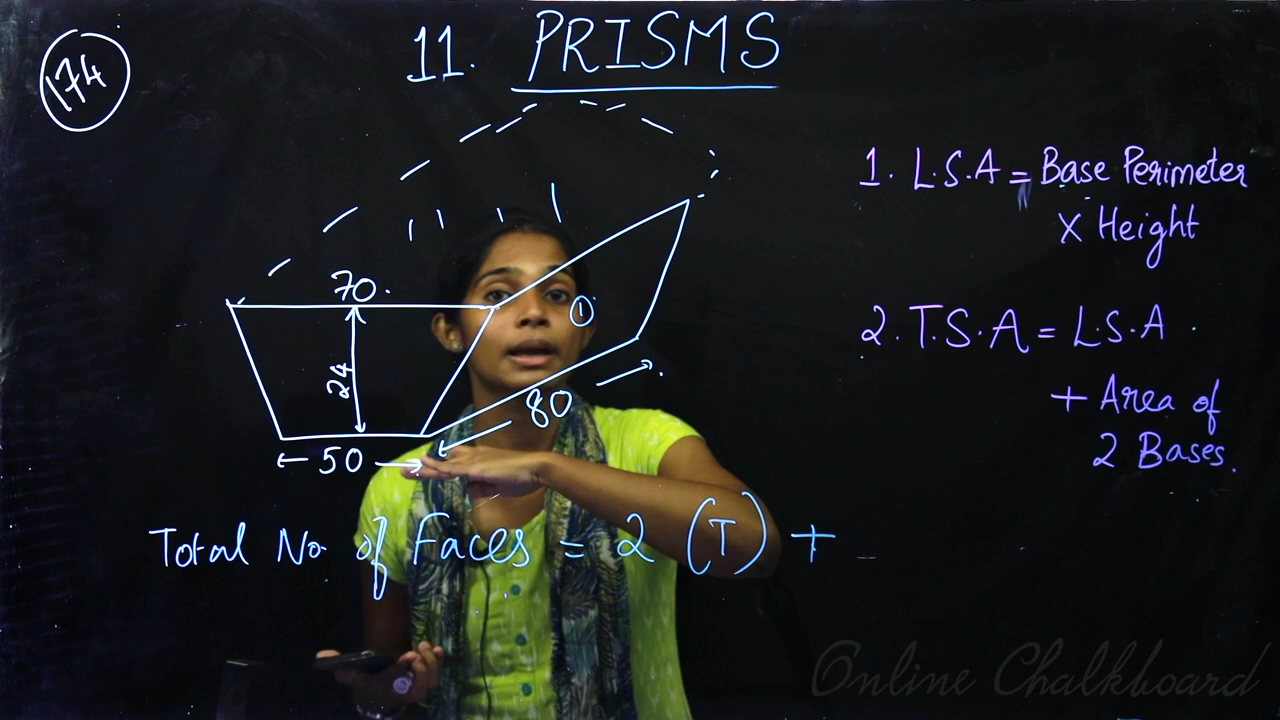 174
11. PRISMS
1. L.S.A = Base Perimeter
X Height
2. T.S.A = L.S.A
+ Area of
2 Bases.
70
24
1
80
50
Total No of Faces = 2 (T) +
Online Chalkboard